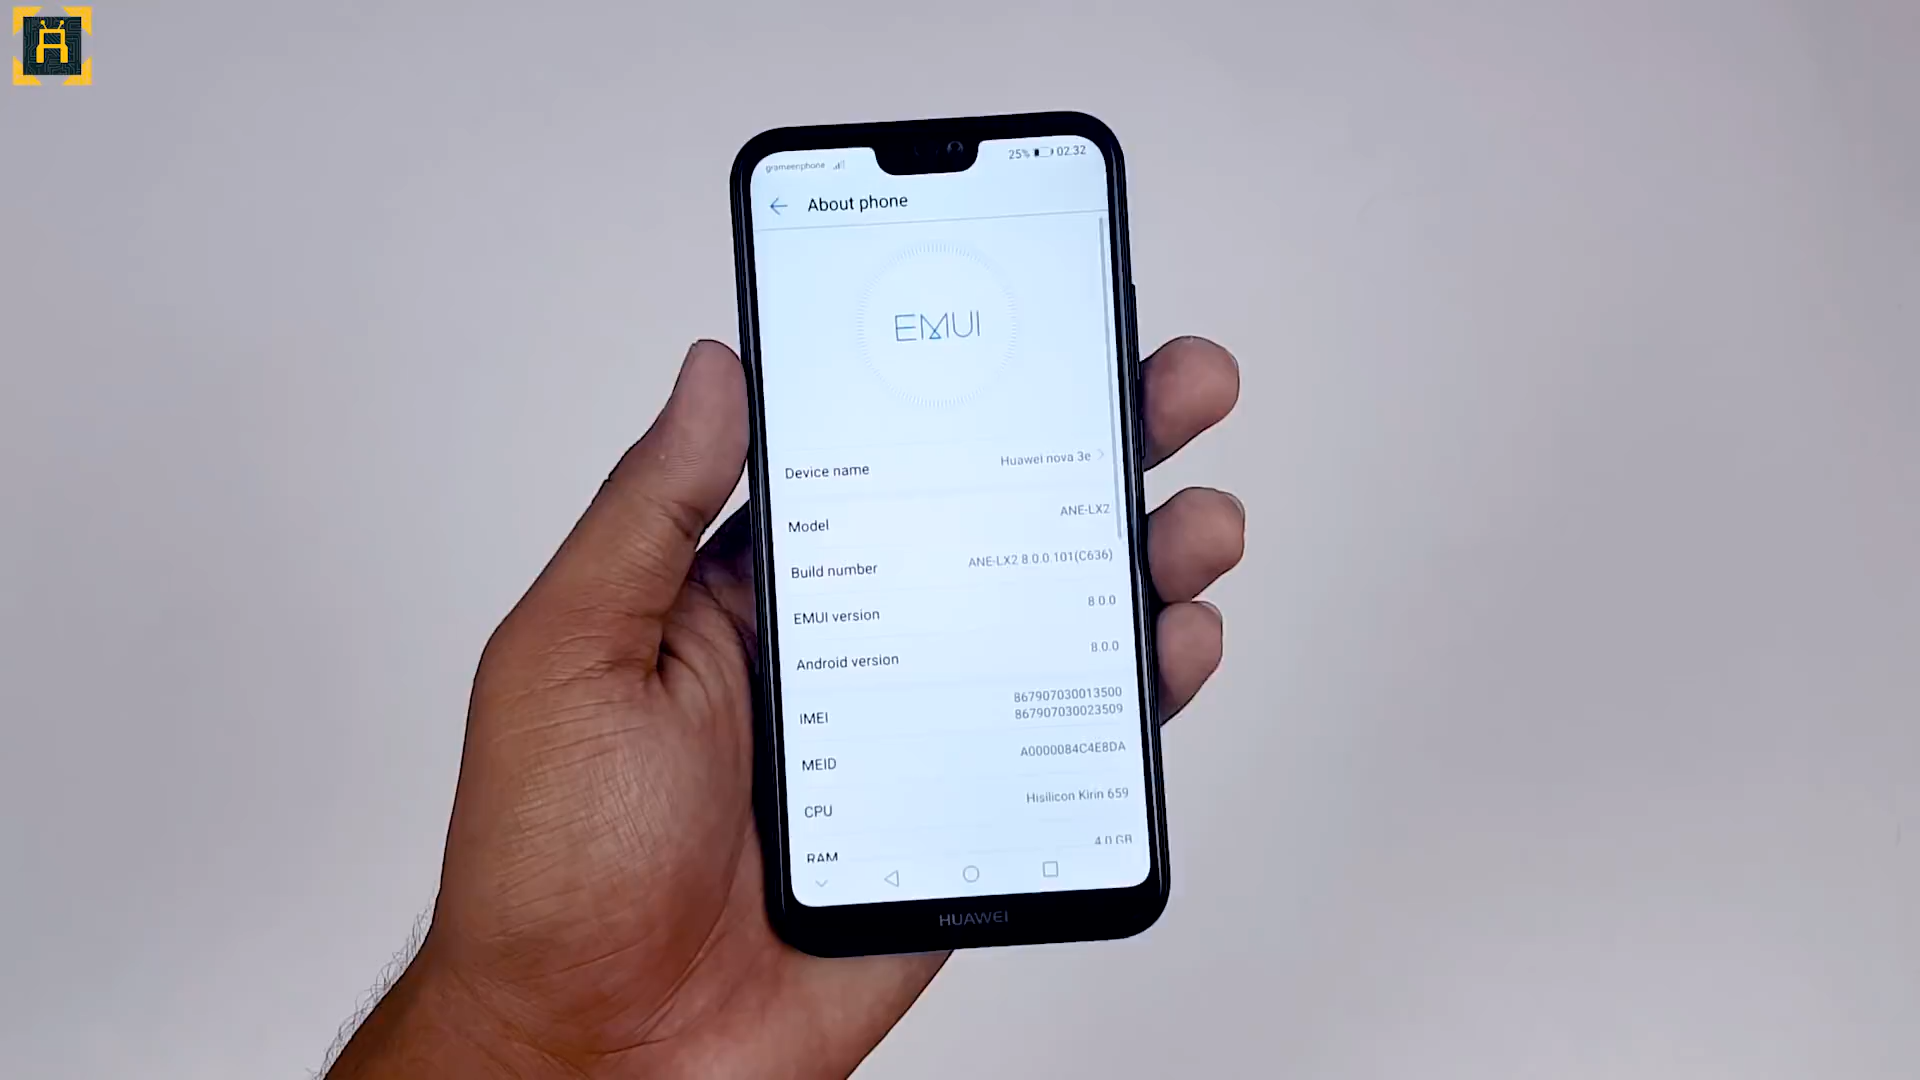 grameenphone
25% 02.32
About phone
EMUI
Device name Huawei nova 3e
Model ANE-LX2
Build number ANE-LX2 8.0.0.101(C636)
EMUI version 8.0.0
Android version 8.0.0
IMEI 867907030013500
867907030023509
MEID A0000084C4E8DA
CPU Hisilicon Kirin 659
RAM 4.0 GB
HUAWEI